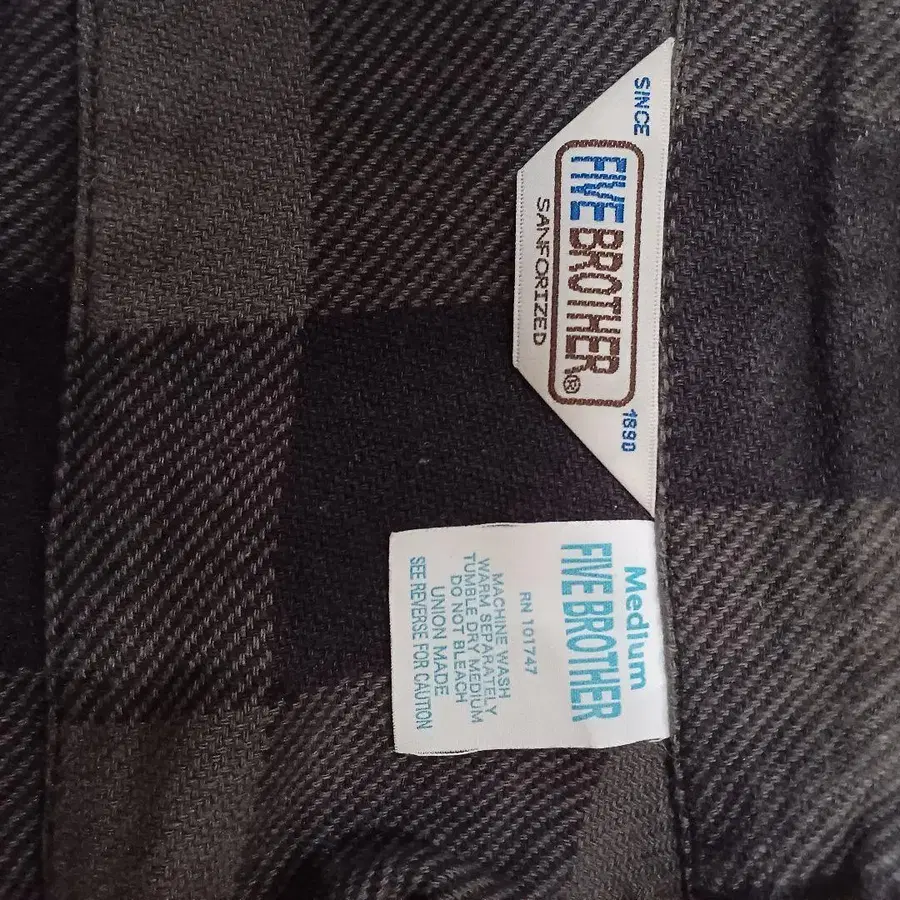 SINCE
FIVE BROTHER®
SANFORIZED
1890
Medium
FIVE BROTHER
RN 101747
MACHINE WASH
WARM SEPARATELY
TUMBLE DRY MEDIUM
DO NOT BLEACH
UNION MADE
SEE REVERSE FOR CAUTION